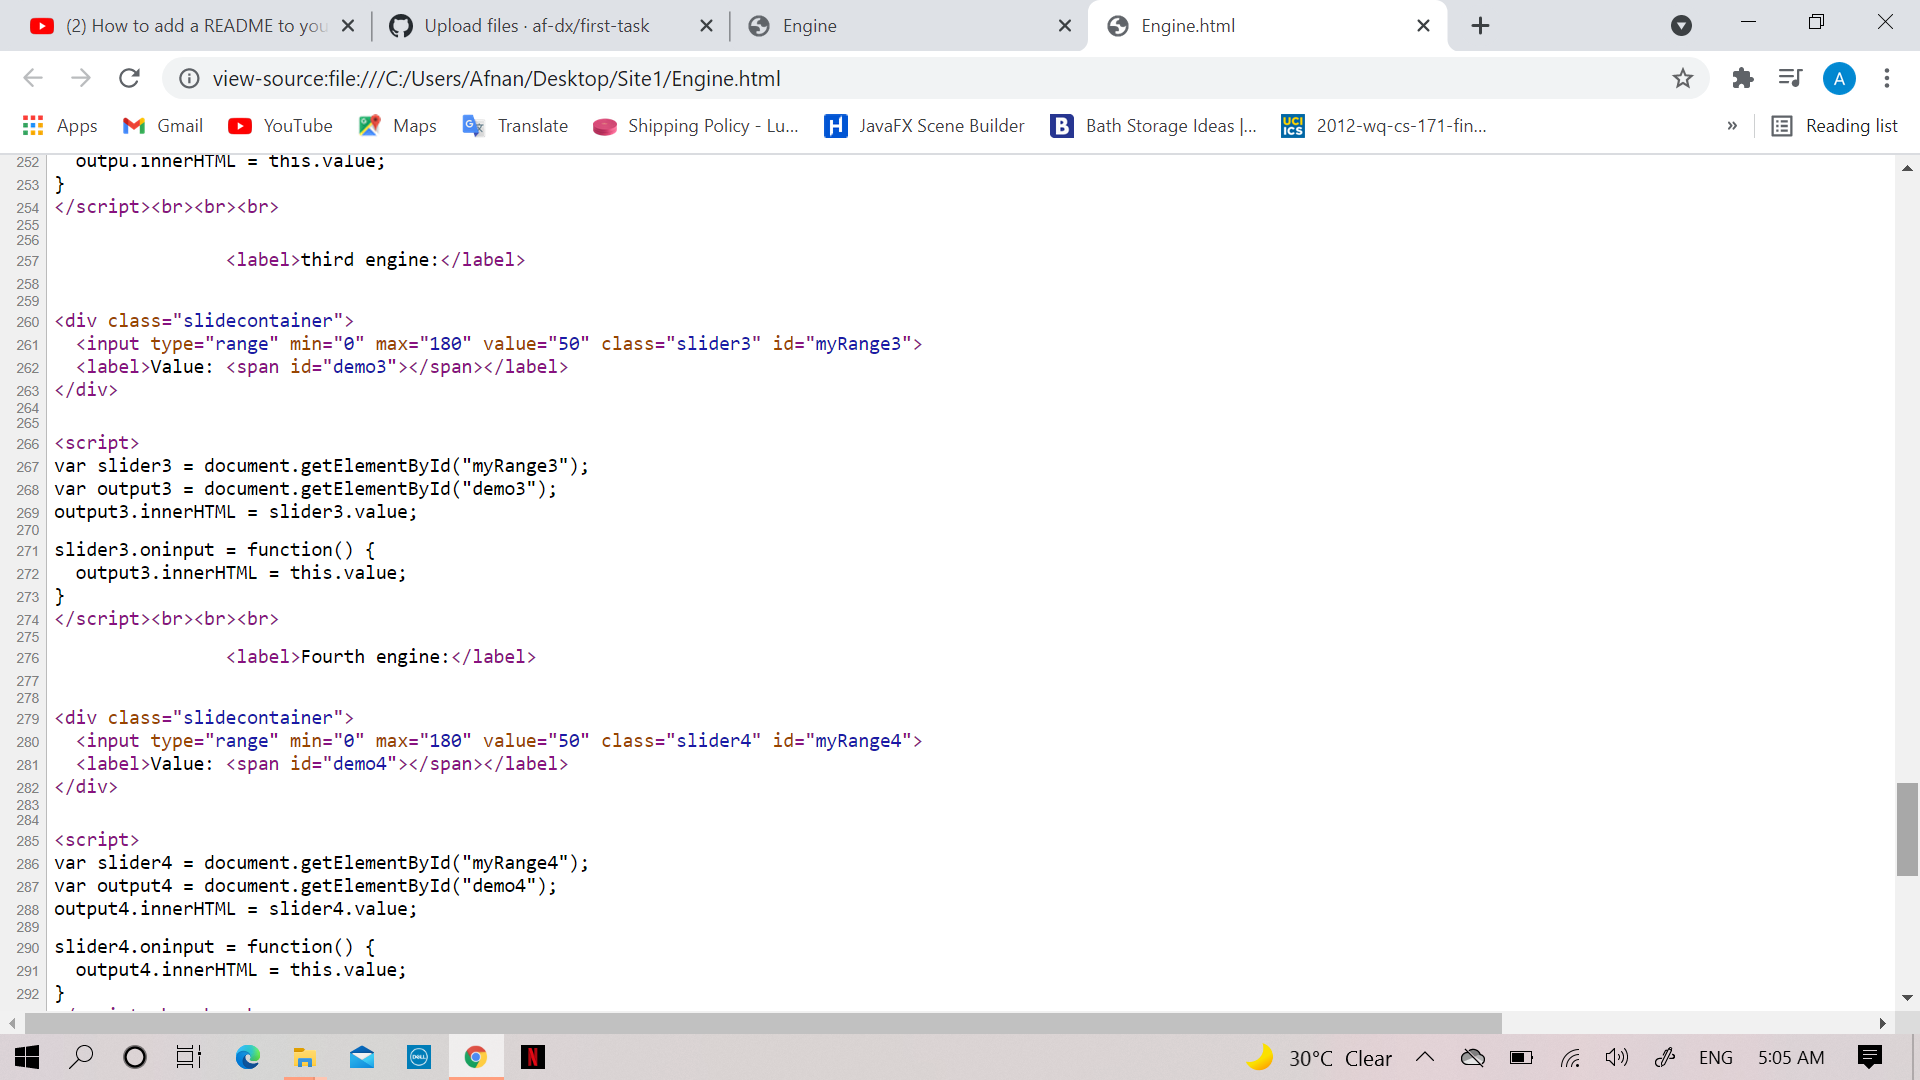 (2) How to add a README to you
Upload files · af-dx/first-task
Engine
Engine.html
view-source:file:///C:/Users/Afnan/Desktop/Site1/Engine.html
A
Apps
Gmail
YouTube
Maps
Translate
Shipping Policy - Lu...
H
JavaFX Scene Builder
B
Bath Storage Ideas |...
UCI ICS
2012-wq-cs-171-fin...
»
Reading list
252 outpu.innerHTML = this.value;
253 }
254 </script><br><br><br>
255
256
257 <label>third engine:</label>
258
259
260 <div class="slidecontainer">
261 <input type="range" min="0" max="180" value="50" class="slider3" id="myRange3">
262 <label>Value: <span id="demo3"></span></label>
263 </div>
264
265
266 <script>
267 var slider3 = document.getElementById("myRange3");
268 var output3 = document.getElementById("demo3");
269 output3.innerHTML = slider3.value;
270
271 slider3.oninput = function() {
272 output3.innerHTML = this.value;
273 }
274 </script><br><br><br>
275
276 <label>Fourth engine:</label>
277
278
279 <div class="slidecontainer">
280 <input type="range" min="0" max="180" value="50" class="slider4" id="myRange4">
281 <label>Value: <span id="demo4"></span></label>
282 </div>
283
284
285 <script>
286 var slider4 = document.getElementById("myRange4");
287 var output4 = document.getElementById("demo4");
288 output4.innerHTML = slider4.value;
289
290 slider4.oninput = function() {
291 output4.innerHTML = this.value;
292 }
DELL
N
30°C Clear
ENG
5:05 AM